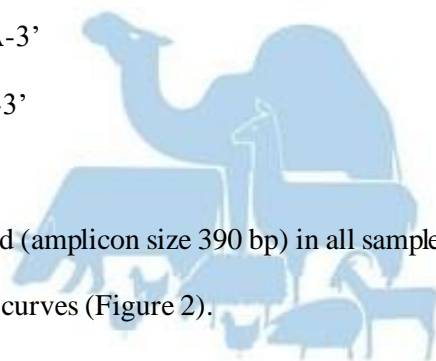 A-3’
-3’
d (amplicon size 390 bp) in all sample
curves (Figure 2).